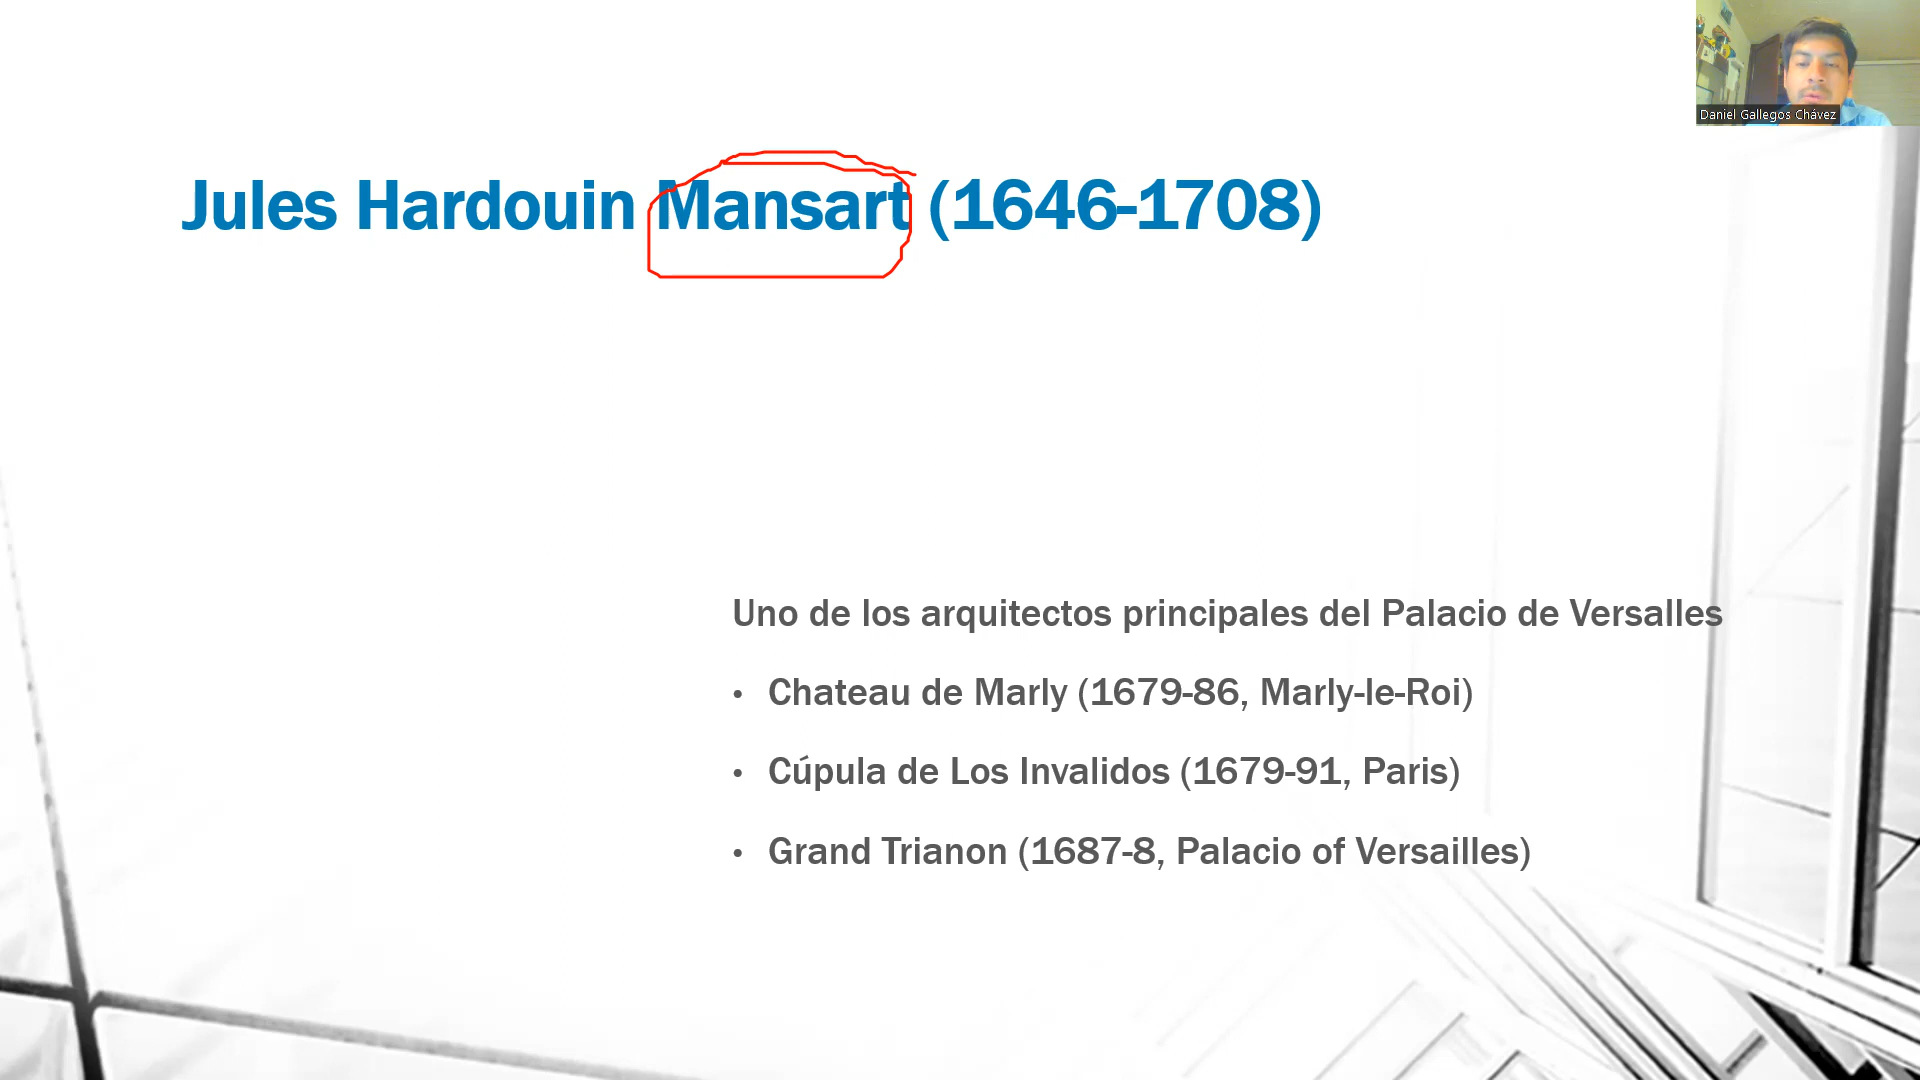 Daniel Gallegos Chávez
Jules Hardouin Mansart (1646-1708)
Uno de los arquitectos principales del Palacio de Versalles
• Chateau de Marly (1679-86, Marly-le-Roi)
• Cúpula de Los Invalidos (1679-91, Paris)
• Grand Trianon (1687-8, Palacio of Versailles)